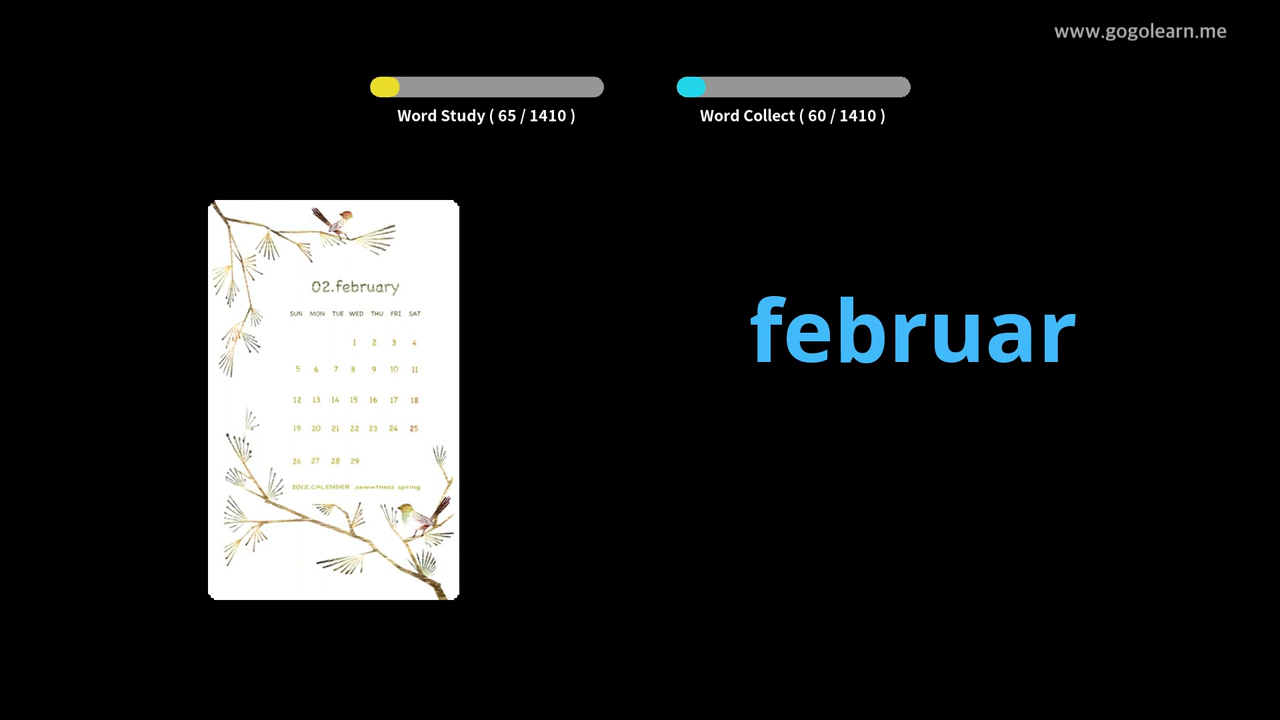 www.gogolearn.me
Word Study ( 65 / 1410 )
Word Collect ( 60 / 1410 )
02.february
SUN MON TUE WED THU FRI SAT
1 2 3 4
5 6 7 8 9 10 11
12 13 14 15 16 17 18
19 20 21 22 23 24 25
26 27 28 29
2012.CALENDER .sewwtness spring
februar